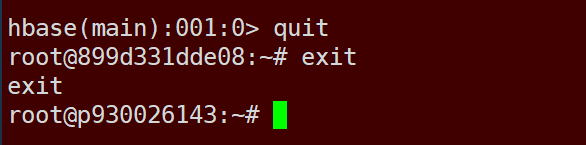 hbase(main):001:0> quit
root@899d331dde08:~# exit
exit
root@p930026143:~#